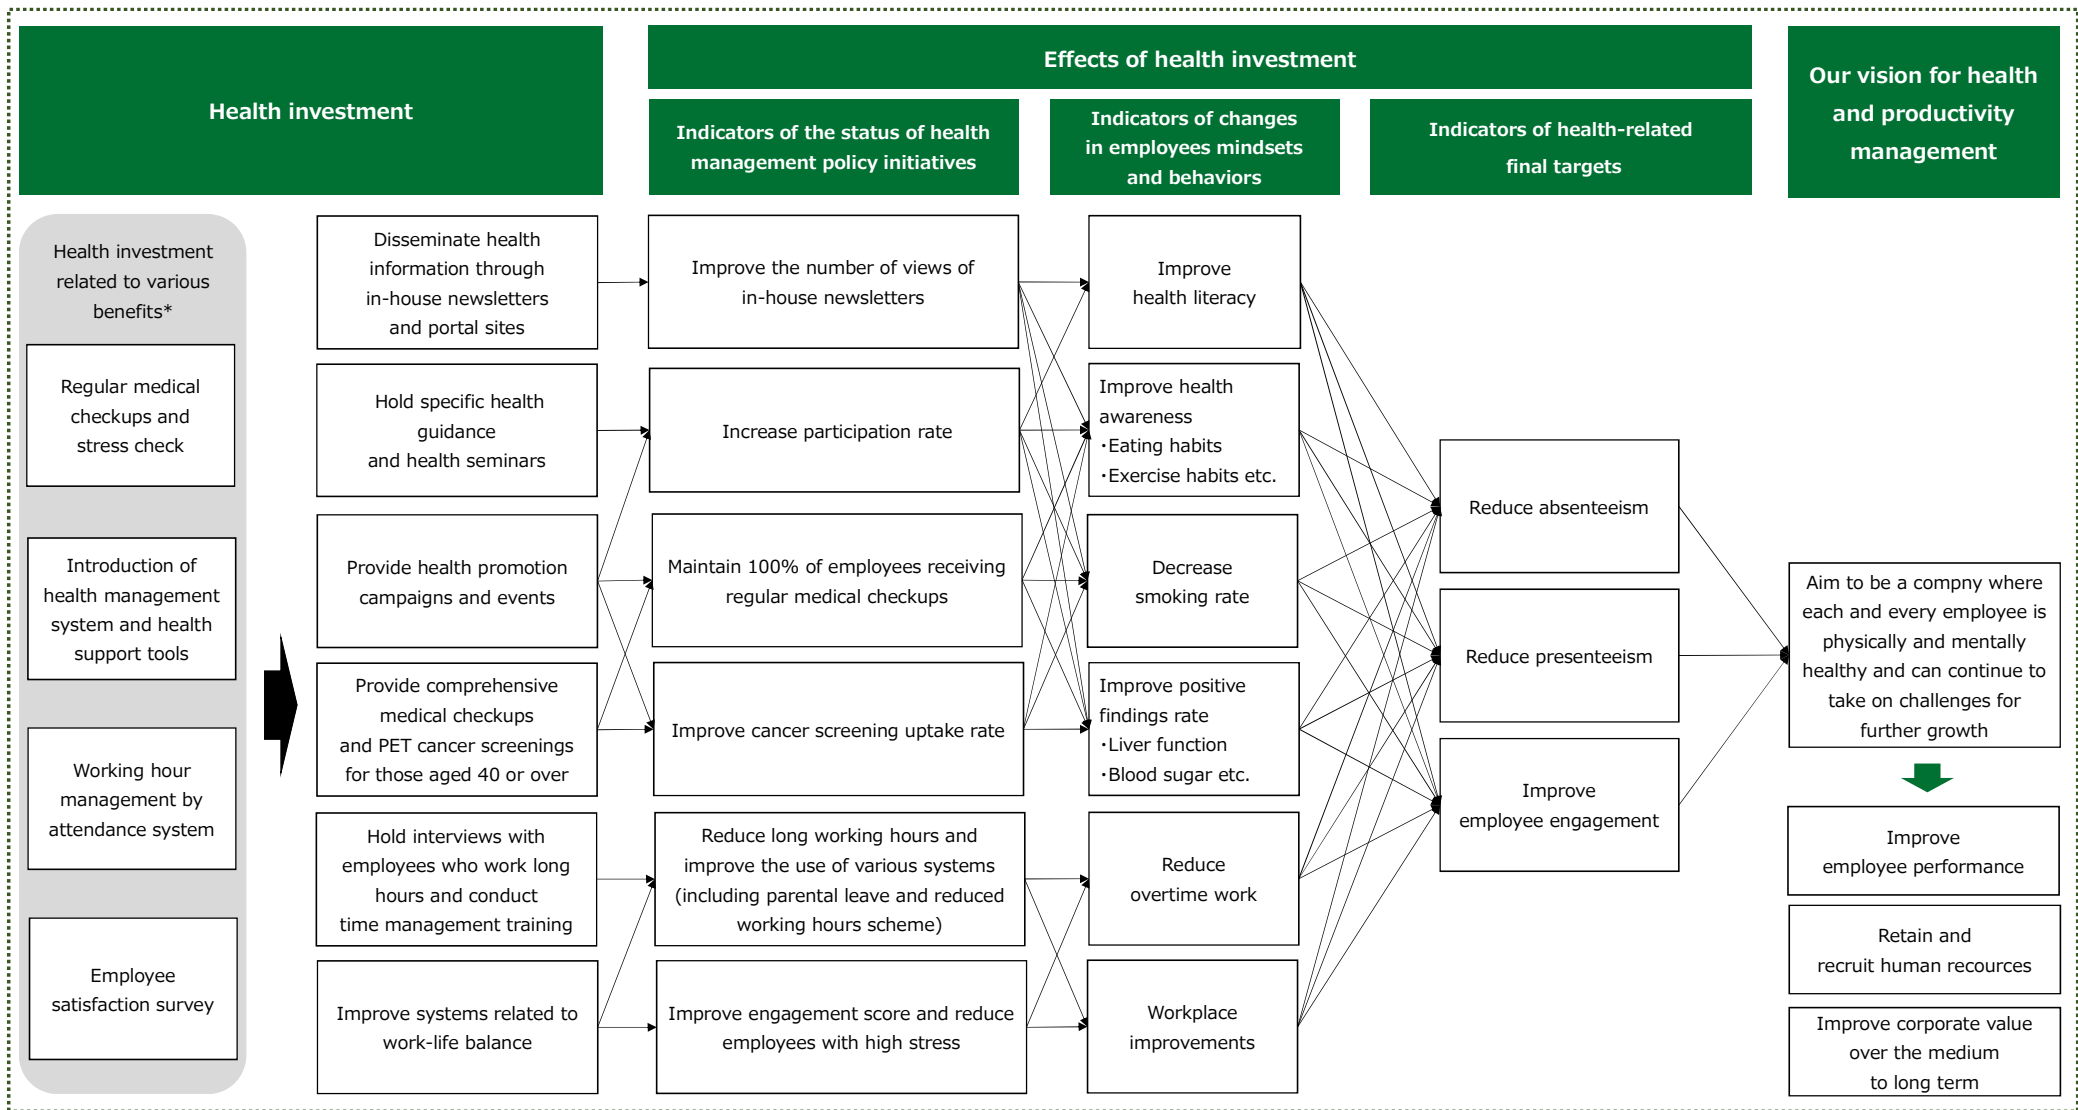 Health investment
Effects of health investment
Indicators of the status of health
management policy initiatives
Indicators of changes
in employees mindsets
and behaviors
Indicators of health-related
final targets
Our vision for health
and productivity
management
Health investment
related to various
benefits*
Regular medical
checkups and
stress check
Introduction of
health management
system and health
support tools
Working hour
management by
attendance system
Employee
satisfaction survey
Disseminate health
information through
in-house newsletters
and portal sites
Hold specific health
guidance
and health seminars
Provide health promotion
campaigns and events
Provide comprehensive
medical checkups
and PET cancer screenings
for those aged 40 or over
Hold interviews with
employees who work long
hours and conduct
time management training
Improve systems related to
work-life balance
Improve the number of views of
in-house newsletters
Increase participation rate
Maintain 100% of employees receiving
regular medical checkups
Improve cancer screening uptake rate
Reduce long working hours and
improve the use of various systems
(including parental leave and reduced
working hours scheme)
Improve engagement score and reduce
employees with high stress
Improve
health literacy
Improve health
awareness
・Eating habits
・Exercise habits etc.
Decrease
smoking rate
Improve positive
findings rate
・Liver function
・Blood sugar etc.
Reduce
overtime work
Workplace
improvements
Reduce absenteeism
Reduce presenteeism
Improve
employee engagement
Aim to be a compny where
each and every employee is
physically and mentally
healthy and can continue to
take on challenges for
further growth
Improve
employee performance
Retain and
recruit human recources
Improve corporate value
over the medium
to long term